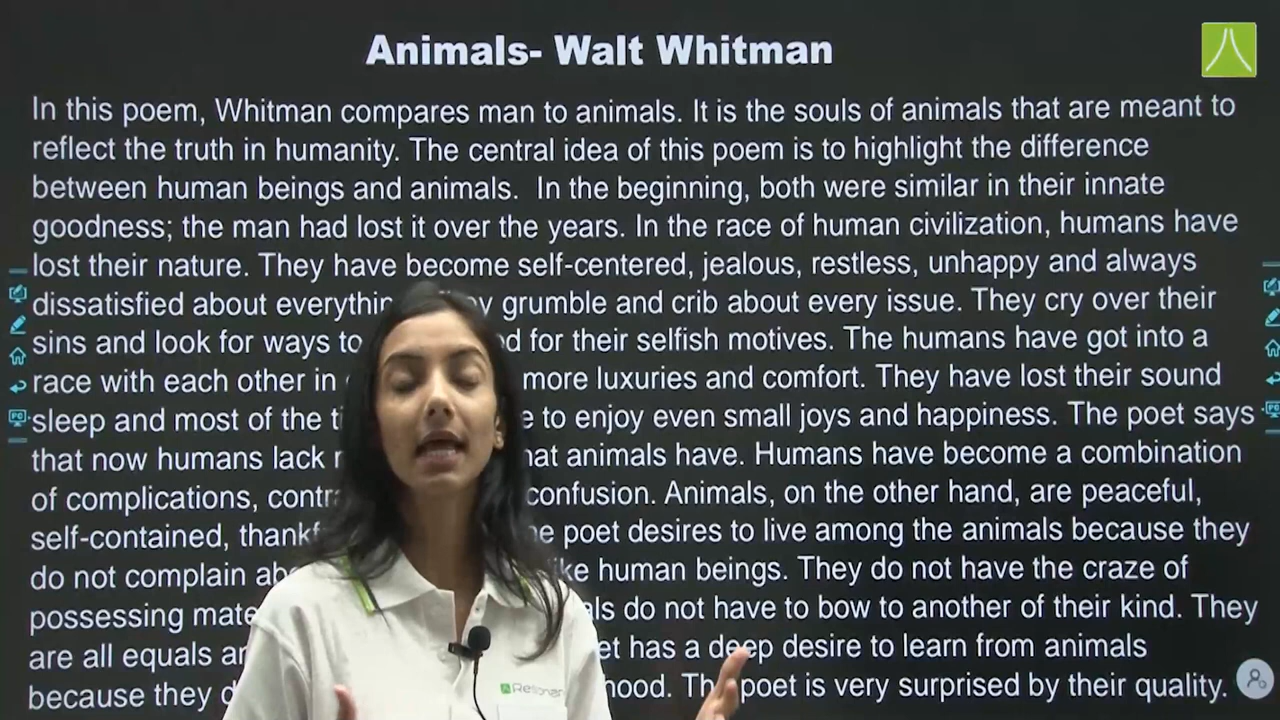 Animals- Walt Whitman
In this poem, Whitman compares man to animals. It is the souls of animals that are meant to
reflect the truth in humanity. The central idea of this poem is to highlight the difference
between human beings and animals. In the beginning, both were similar in their innate
goodness; the man had lost it over the years. In the race of human civilization, humans have
lost their nature. They have become self-centered, jealous, restless, unhappy and always
dissatisfied about everythin grumble and crib about every issue. They cry over their
sins and look for ways to for their selfish motives. The humans have got into a
race with each other in more luxuries and comfort. They have lost their sound
sleep and most of the to enjoy even small joys and happiness. The poet says
that now humans lack animals have. Humans have become a combination
of complications, confusion. Animals, on the other hand, are peaceful,
self-contained, poet desires to live among the animals because they
do not complain human beings. They do not have the craze of
possessing do not have to bow to another of their kind. They
are all equals has a deep desire to learn from animals
because they poet is very surprised by their quality.